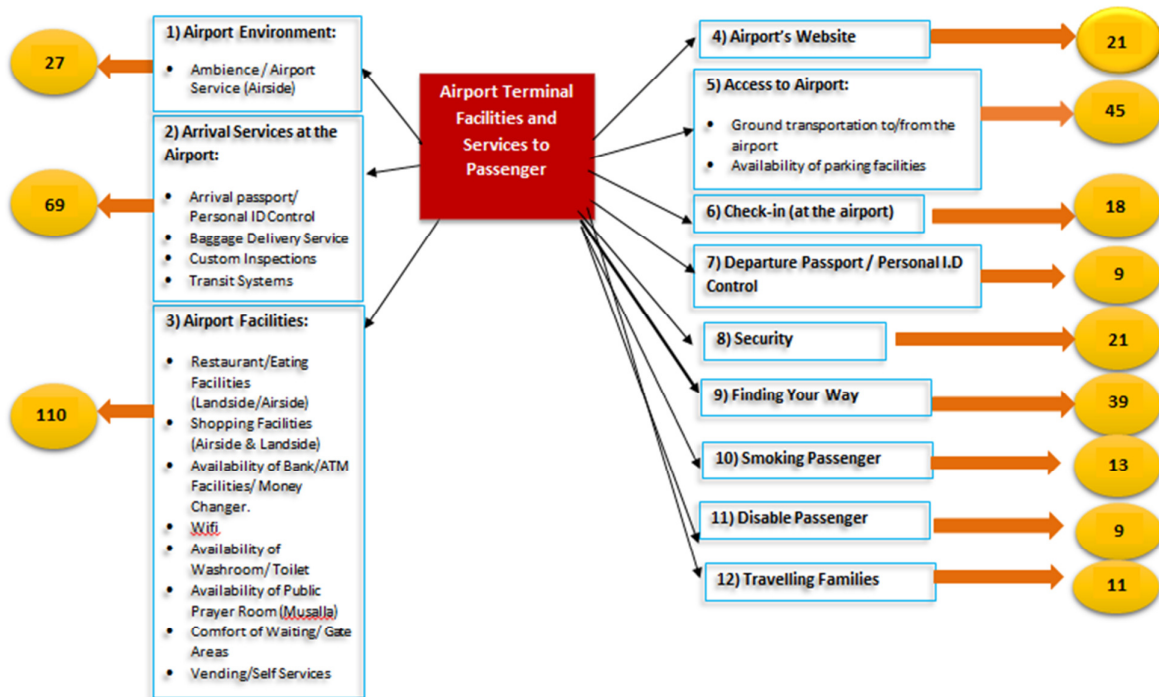 1) Airport Environment:
• Ambience / Airport
Service (Airside)
27
2) Arrival Services at the
Airport:
• Arrival passport/
Personal ID Control
• Baggage Delivery Service
• Custom Inspections
• Transit Systems
69
3) Airport Facilities:
• Restaurant/Eating
Facilities
(Landside/Airside)
• Shopping Facilities
(Airside & Landside)
• Availability of Bank/ATM
Facilities/ Money
Changer.
• Wifi
• Availability of
Washroom/ Toilet
• Availability of Public
Prayer Room (Musalla)
• Comfort of Waiting/ Gate
Areas
• Vending/Self Services
110
Airport Terminal
Facilities and
Services to
Passenger
4) Airport's Website
21
5) Access to Airport:
• Ground transportation to/from the
airport
• Availability of parking facilities
45
6) Check-in (at the airport)
18
7) Departure Passport / Personal I.D
Control
9
8) Security
21
9) Finding Your Way
39
10) Smoking Passenger
13
11) Disable Passenger
9
12) Travelling Families
11